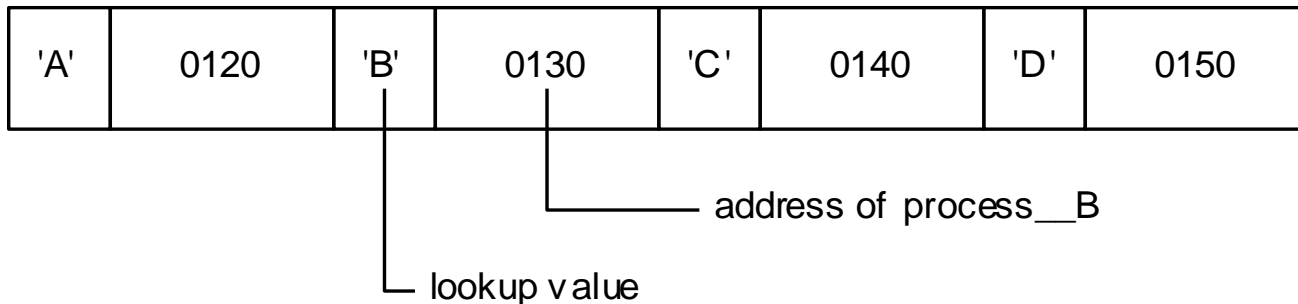 'A' 0120 'B' 0130 'C' 0140 'D' 0150
address of process__B
lookup value